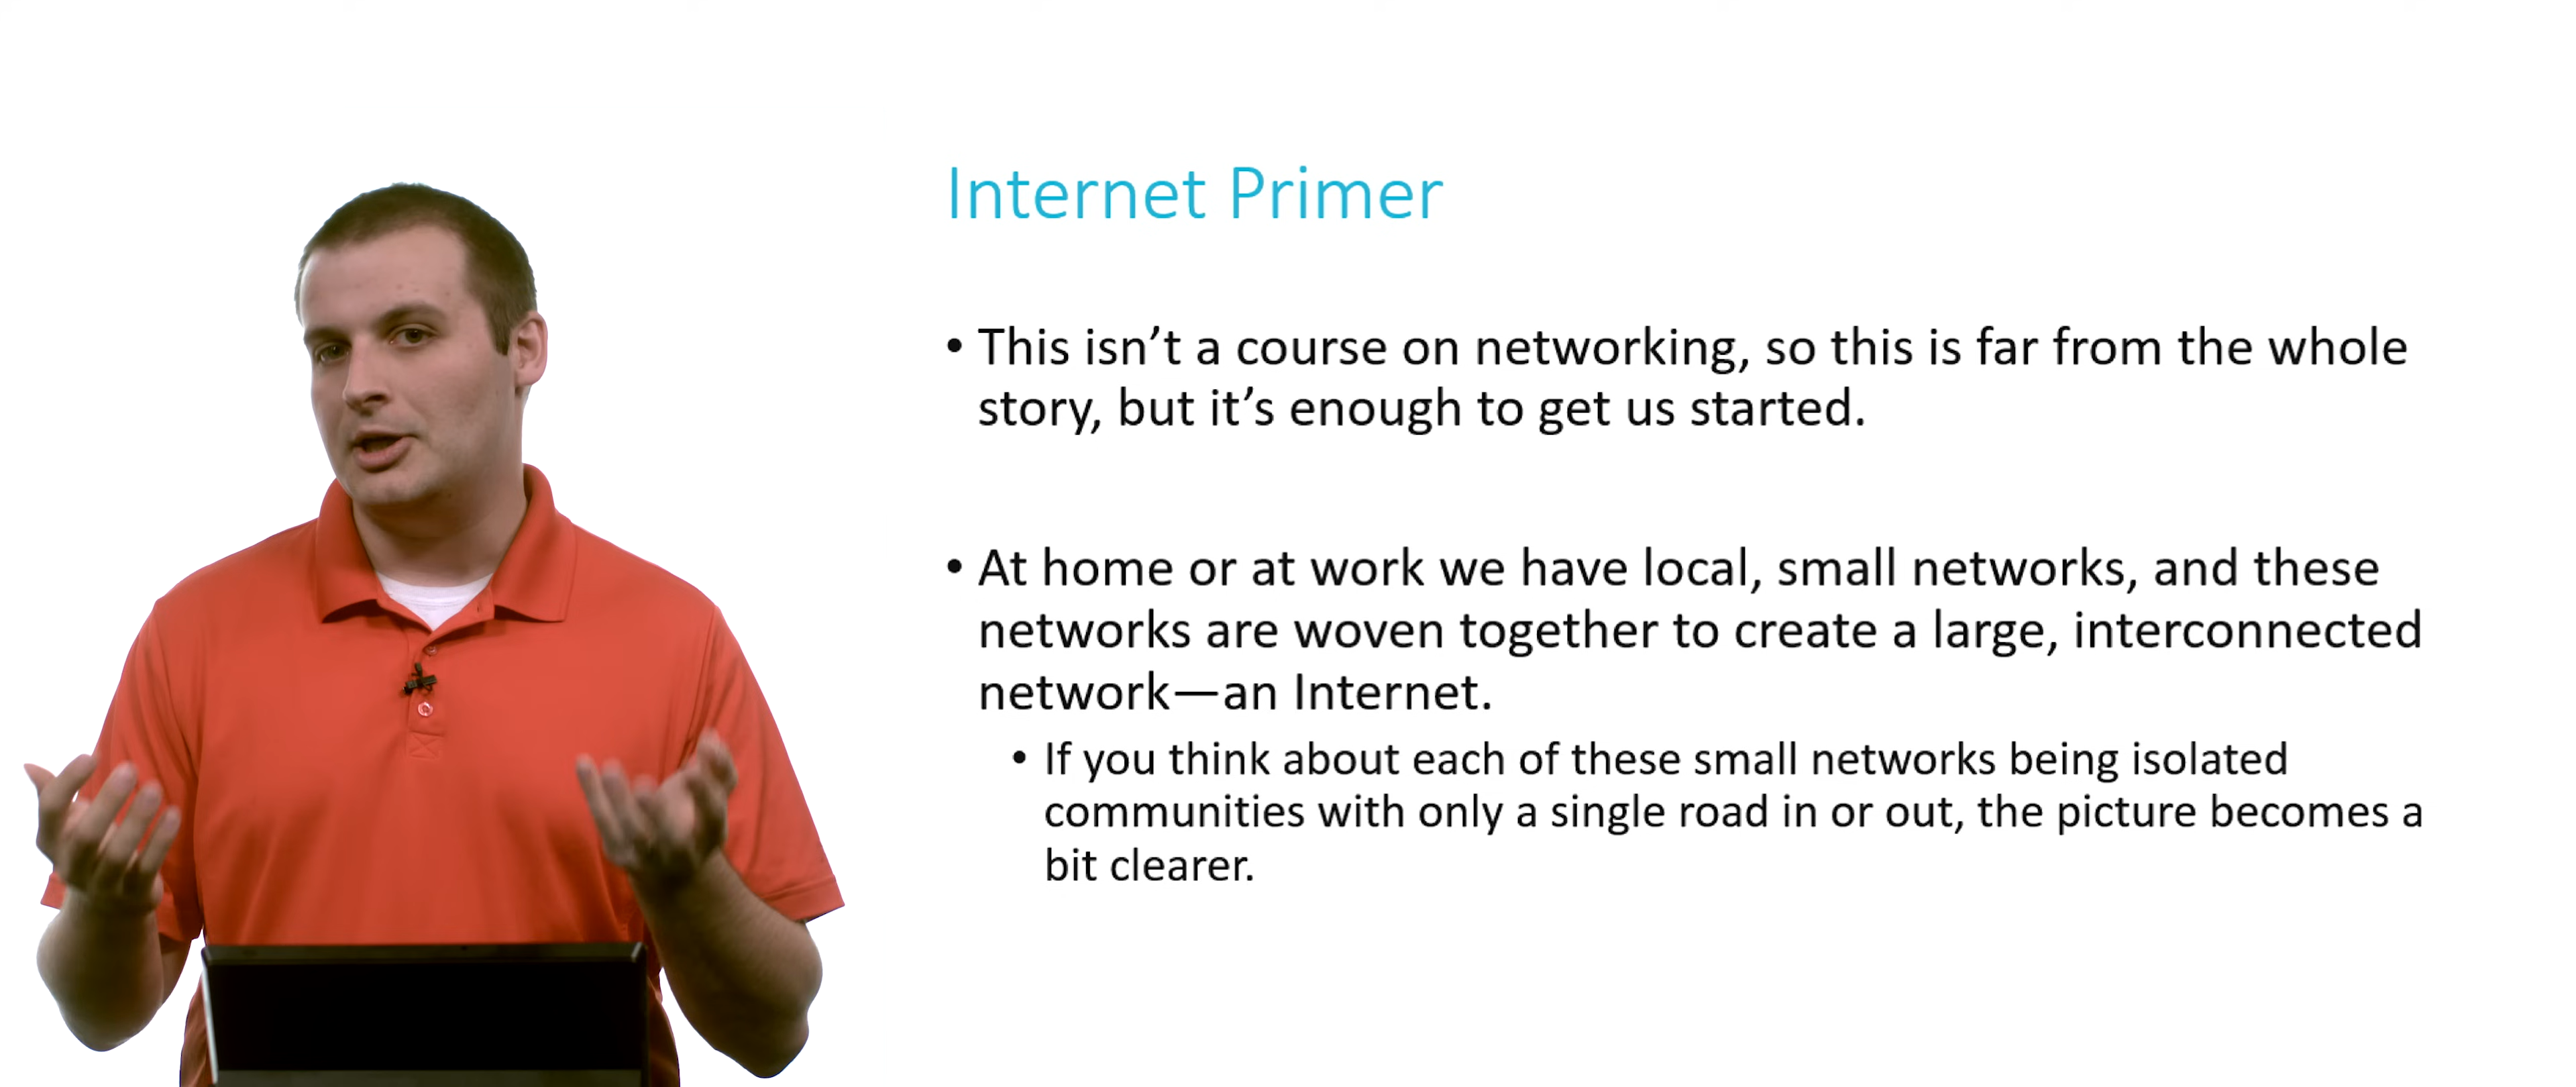 Internet Primer
• This isn’t a course on networking, so this is far from the whole
story, but it’s enough to get us started.
• At home or at work we have local, small networks, and these
networks are woven together to create a large, interconnected
network—an Internet.
• If you think about each of these small networks being isolated
communities with only a single road in or out, the picture becomes a
bit clearer.